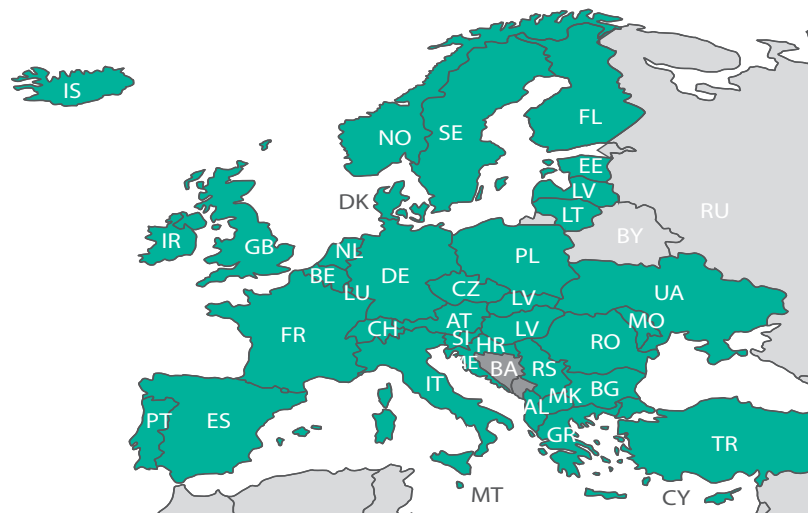 IS
FL
NO
SE
EE
LV
DK
LT
RU
BY
IR
GB
NL
PL
BE
DE
CZ
LU
LV
UA
AT
MO
CH
LV
FR
SI
HR
RO
AE
BA
RS
IT
BG
MK
AL
PT
ES
GR
TR
MT
CY